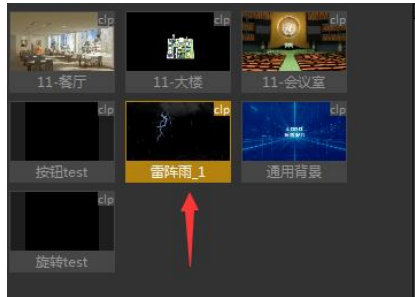 clp
clp
clp
11-餐厅
11-大楼
11-会议室
clp
clp
clp
按钮test
雷阵雨_1
通用背景
clp
旋转test